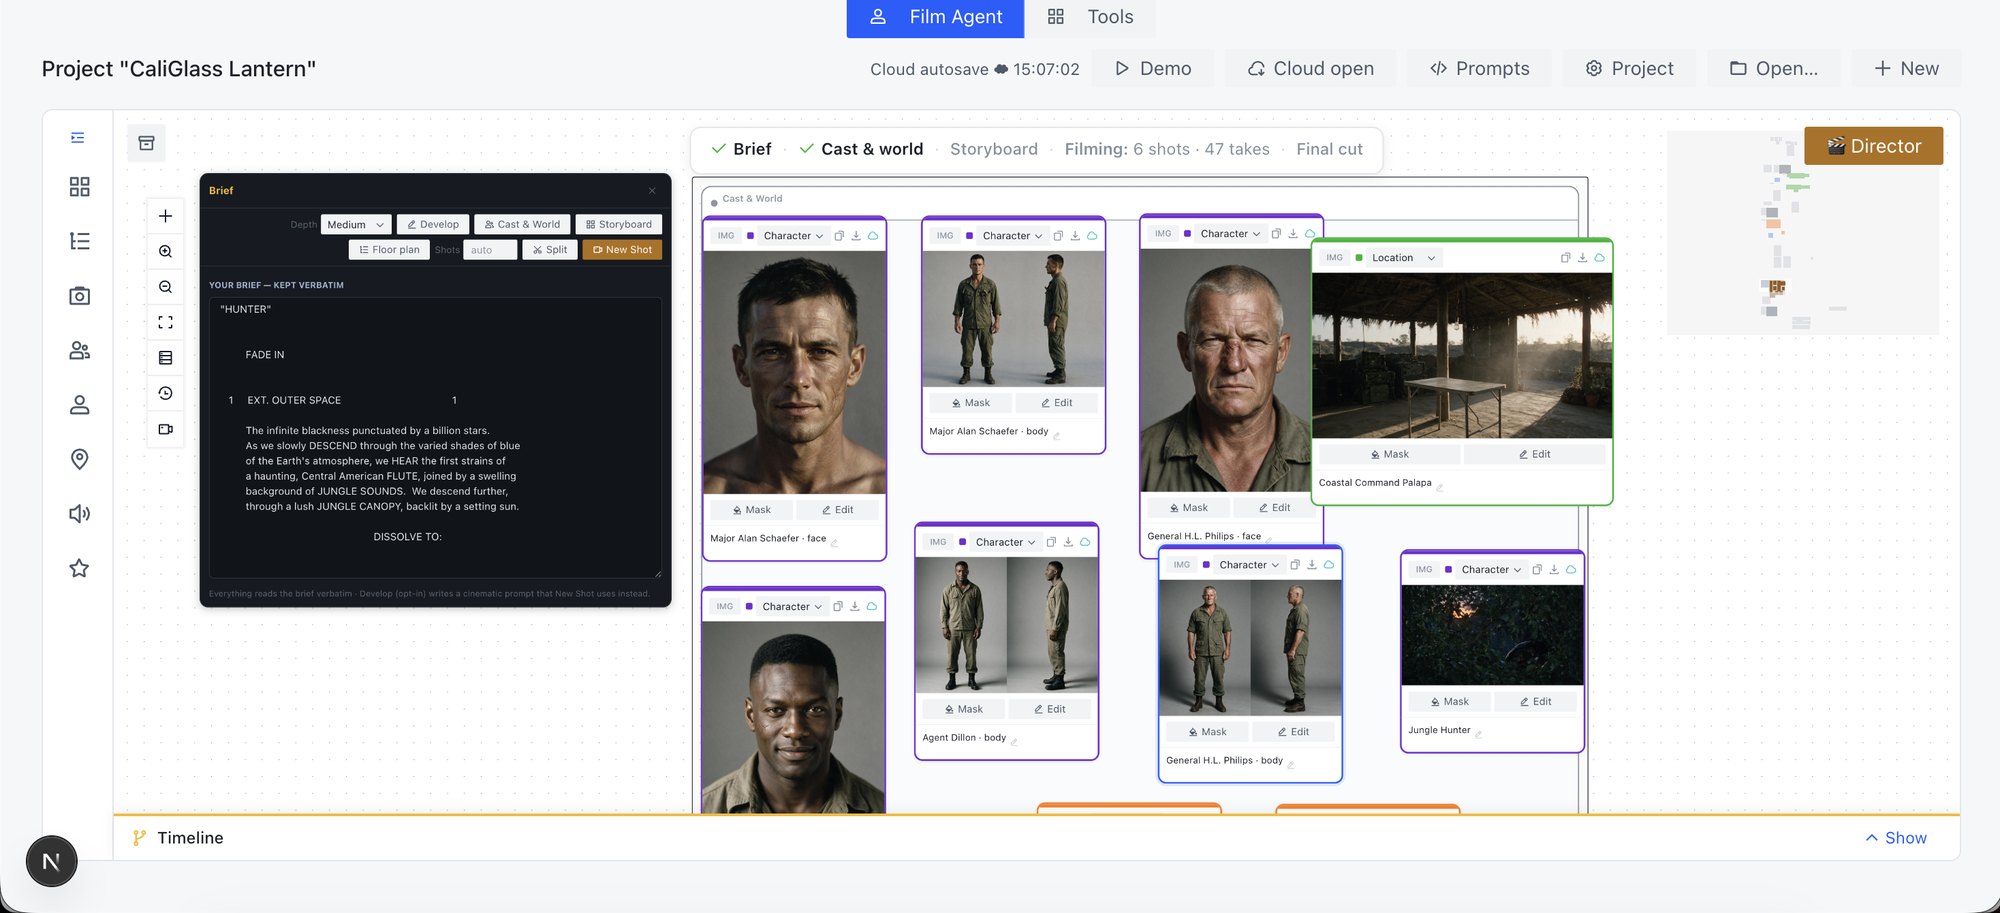 Film Agent
Tools
Project "CaliGlass Lantern"
Cloud autosave 15:07:02
Demo
Cloud open
Prompts
Project
Open...
New
Brief · Cast & world · Storyboard · Filming: 6 shots · 47 takes · Final cut
Director
Brief
Depth Medium Develop Cast & World Storyboard
Floor plan Shots auto Split New Shot
YOUR BRIEF — KEPT VERBATIM
"HUNTER"
FADE IN
1 EXT. OUTER SPACE 1
The infinite blackness punctuated by a billion stars.
As we slowly DESCEND through the varied shades of blue
of the Earth's atmosphere, we HEAR the first strains of
a haunting, Central American FLUTE, joined by a swelling
background of JUNGLE SOUNDS. We descend further,
through a lush JUNGLE CANOPY, backlit by a setting sun.
DISSOLVE TO:
Everything reads the brief verbatim · Develop (opt-in) writes a cinematic prompt that New Shot uses instead.
Cast & World
IMG Character
Mask Edit
Major Alan Schaefer · face
IMG Character
Mask Edit
Major Alan Schaefer · body
IMG Character
Mask Edit
General H.L. Philips · face
IMG Location
Mask Edit
Coastal Command Palapa
IMG Character
IMG Character
Mask Edit
Agent Dillon · body
IMG Character
Mask Edit
General H.L. Philips · body
IMG Character
Mask Edit
Jungle Hunter
Timeline
Show
N